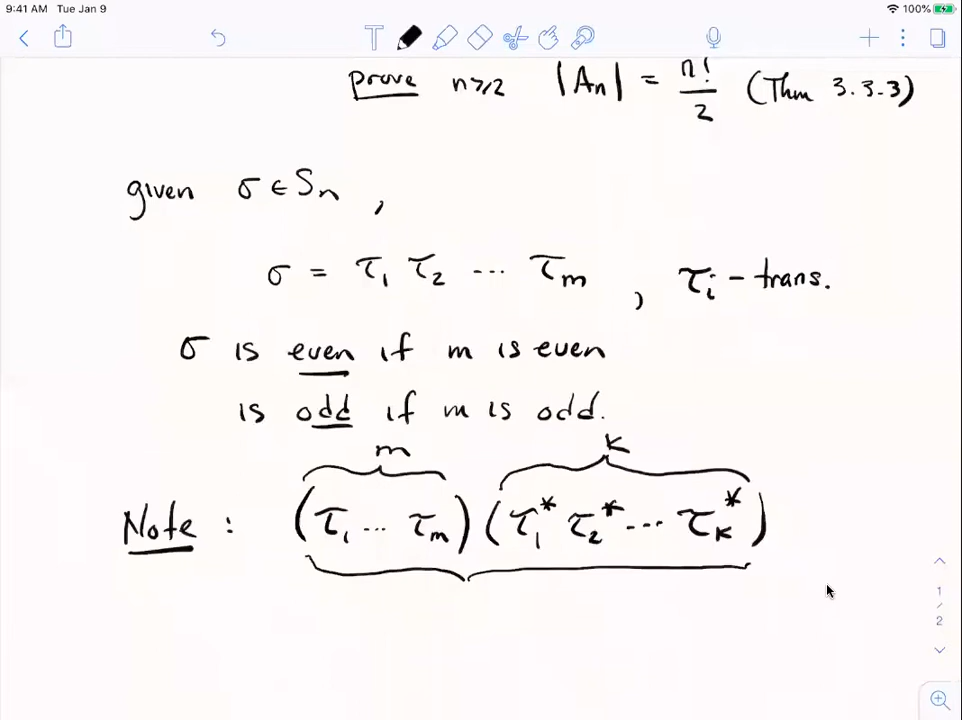 9:41 AM Tue Jan 9
100%
T
prove n≥2 |An| = n!/2 (Thm 3.3.3)
given σ ∈ Sn ,
σ = τ1 τ2 ... τm , τi - trans.
σ is even if m is even
is odd if m is odd.
m k
Note : (τ1 ... τm)(τ1* τ2* ... τk*)
1
/
2